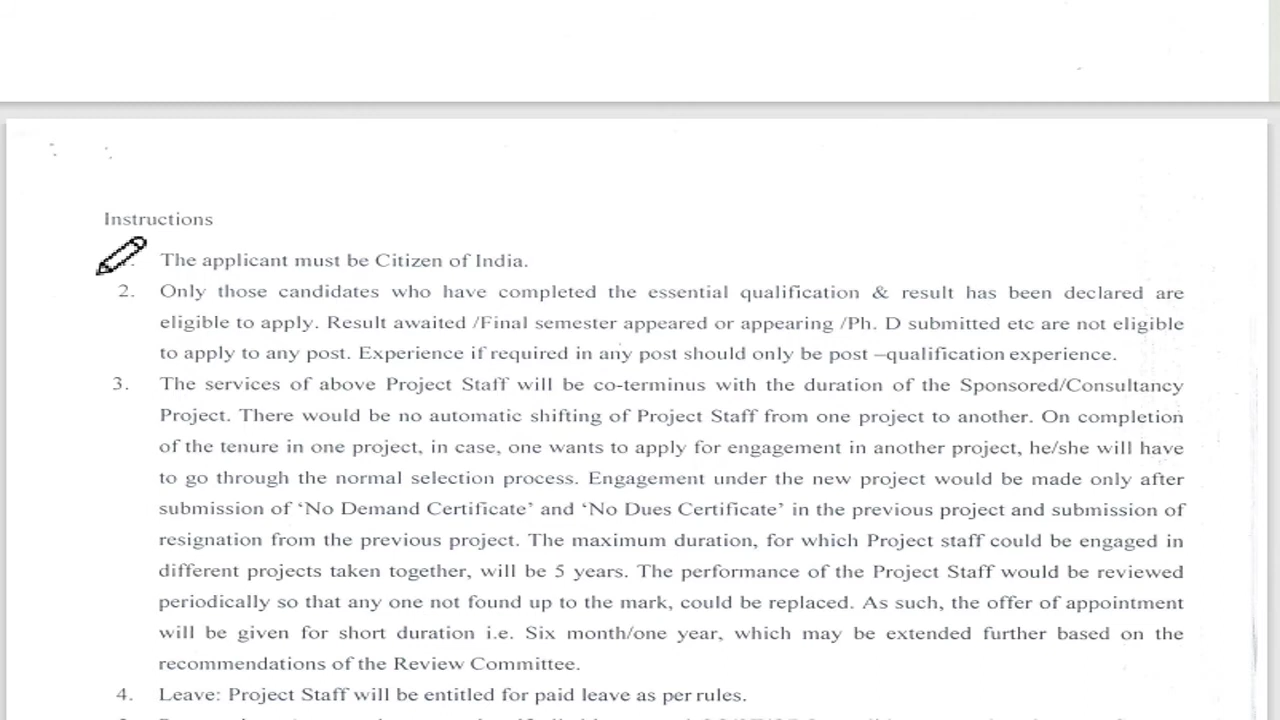 Instructions
The applicant must be Citizen of India.
2. Only those candidates who have completed the essential qualification & result has been declared are
eligible to apply. Result awaited /Final semester appeared or appearing /Ph. D submitted etc are not eligible
to apply to any post. Experience if required in any post should only be post –qualification experience.
3. The services of above Project Staff will be co-terminus with the duration of the Sponsored/Consultancy
Project. There would be no automatic shifting of Project Staff from one project to another. On completion
of the tenure in one project, in case, one wants to apply for engagement in another project, he/she will have
to go through the normal selection process. Engagement under the new project would be made only after
submission of ‘No Demand Certificate’ and ‘No Dues Certificate’ in the previous project and submission of
resignation from the previous project. The maximum duration, for which Project staff could be engaged in
different projects taken together, will be 5 years. The performance of the Project Staff would be reviewed
periodically so that any one not found up to the mark, could be replaced. As such, the offer of appointment
will be given for short duration i.e. Six month/one year, which may be extended further based on the
recommendations of the Review Committee.
4. Leave: Project Staff will be entitled for paid leave as per rules.